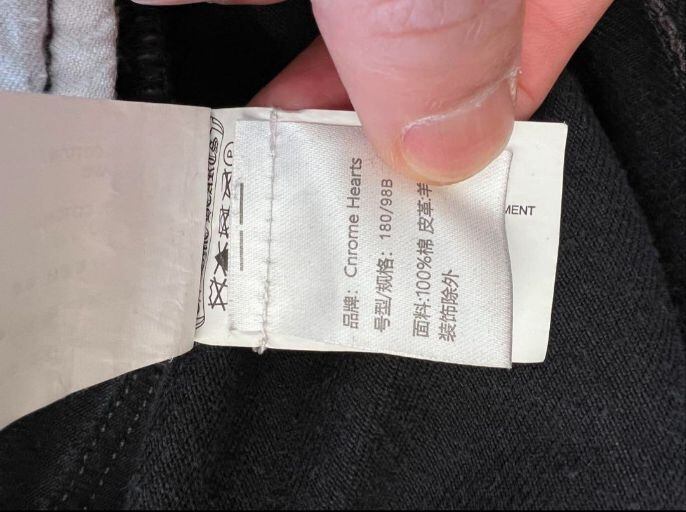 品牌：Cnrome Hearts
号型/规格：180/98B
面料:100%棉 皮革:羊
装饰除外
MENT
P